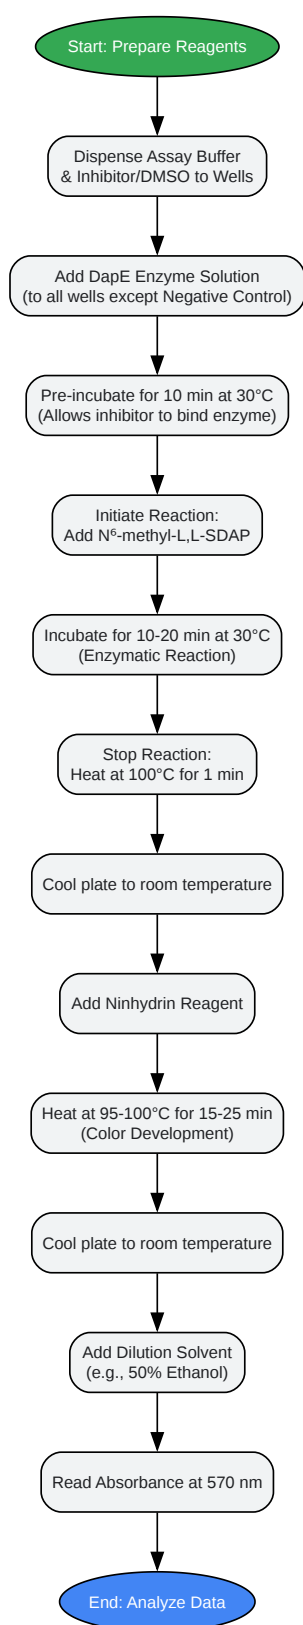 Start: Prepare Reagents
Dispense Assay Buffer
& Inhibitor/DMSO to Wells
Add DapE Enzyme Solution
(to all wells except Negative Control)
Pre-incubate for 10 min at 30°C
(Allows inhibitor to bind enzyme)
Initiate Reaction:
Add N⁶-methyl-L,L-SDAP
Incubate for 10-20 min at 30°C
(Enzymatic Reaction)
Stop Reaction:
Heat at 100°C for 1 min
Cool plate to room temperature
Add Ninhydrin Reagent
Heat at 95-100°C for 15-25 min
(Color Development)
Cool plate to room temperature
Add Dilution Solvent
(e.g., 50% Ethanol)
Read Absorbance at 570 nm
End: Analyze Data